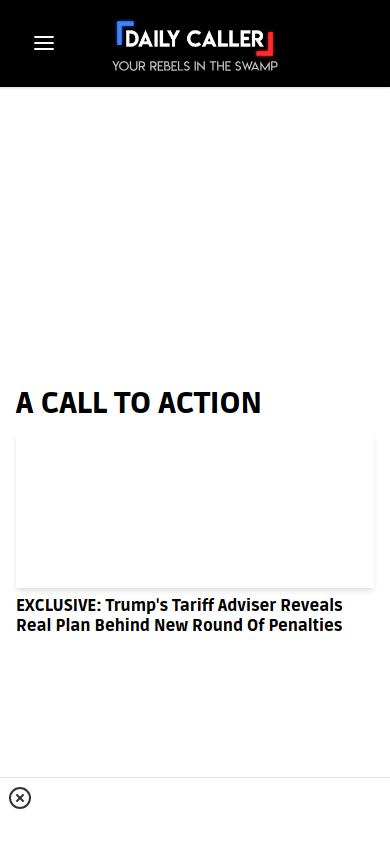 DAILY CALLER
YOUR REBELS IN THE SWAMP
A CALL TO ACTION
EXCLUSIVE: Trump's Tariff Adviser Reveals
Real Plan Behind New Round Of Penalties